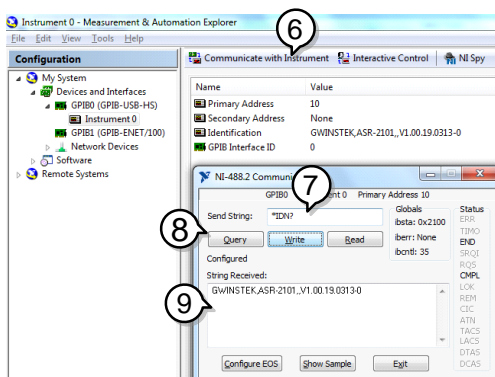 Instrument 0 - Measurement & Automation Explorer
File Edit View Tools Help
6
Configuration
Communicate with Instrument Interactive Control NI Spy
My System
Devices and Interfaces
GPIB0 (GPIB-USB-HS)
Instrument 0
GPIB1 (GPIB-ENET/100)
Network Devices
Software
Remote Systems
Name Value
Primary Address 10
Secondary Address None
Identification GWINSTEK,ASR-2101,,V1.00.19.0313-0
GPIB Interface ID 0
NI-488.2
7
GPIB0 0 Primary Address 10
Send String: *IDN?
8
Query Write Read
Configured
Globals
ibsta: 0x2100
iberr: None
ibcntl: 35
Status
ERR
TIMO
END
SRQI
RQS
CMPL
LOK
REM
CIC
ATN
TACS
LACS
DTAS
DCAS
String Received:
9
GWINSTEK,ASR-2101,,V1.00.19.0313-0
Configure EOS Show Sample Exit